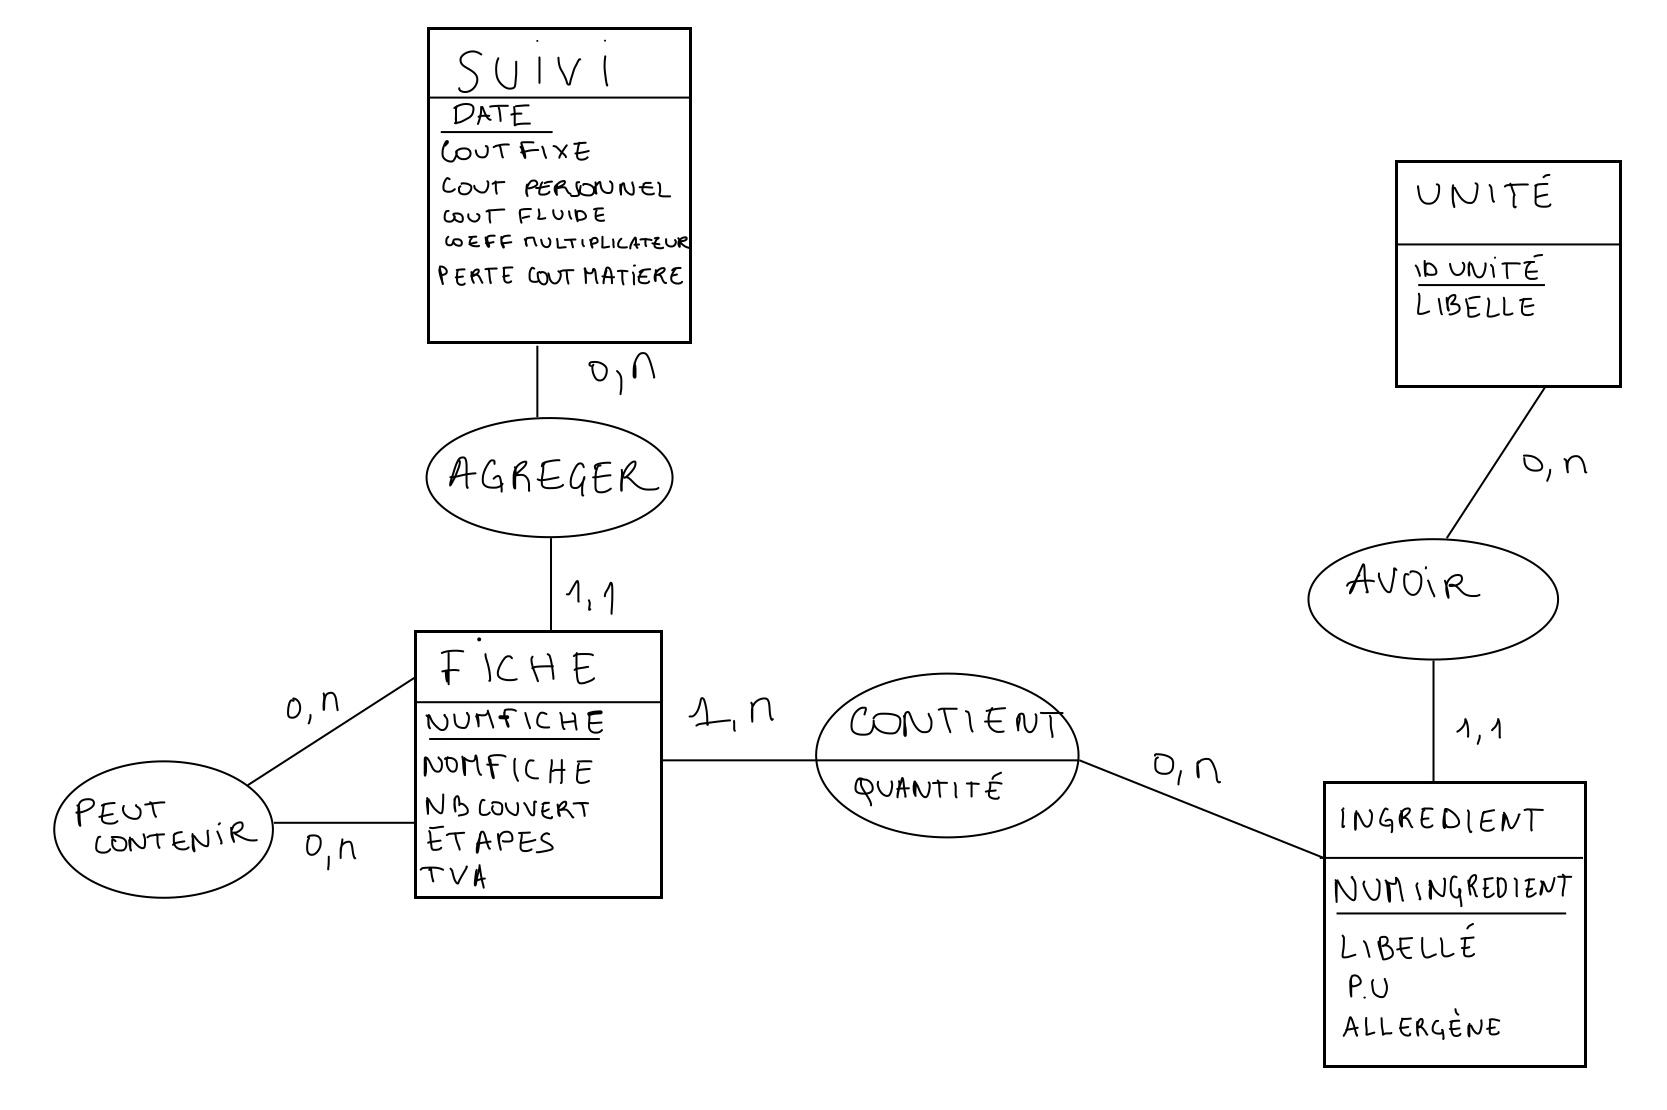 SUIVI
DATE
COUT FIXE
COUT PERSONNEL
COUT FLUIDE
COEFF MULTIPLICATEUR
PERTE COUT MATIERE
0,n
AGREGER
1,1
UNITÉ
ID UNITÉ
LIBELLE
0,n
AVOIR
1,1
FICHE
NUMFICHE
NOMFICHE
NB COUVERT
ETAPES
TVA
0,n
PEUT
CONTENIR
0,n
1,n
CONTIENT
QUANTITÉ
0,n
INGREDIENT
NUM INGREDIENT
LIBELLÉ
P.U
ALLERGÈNE